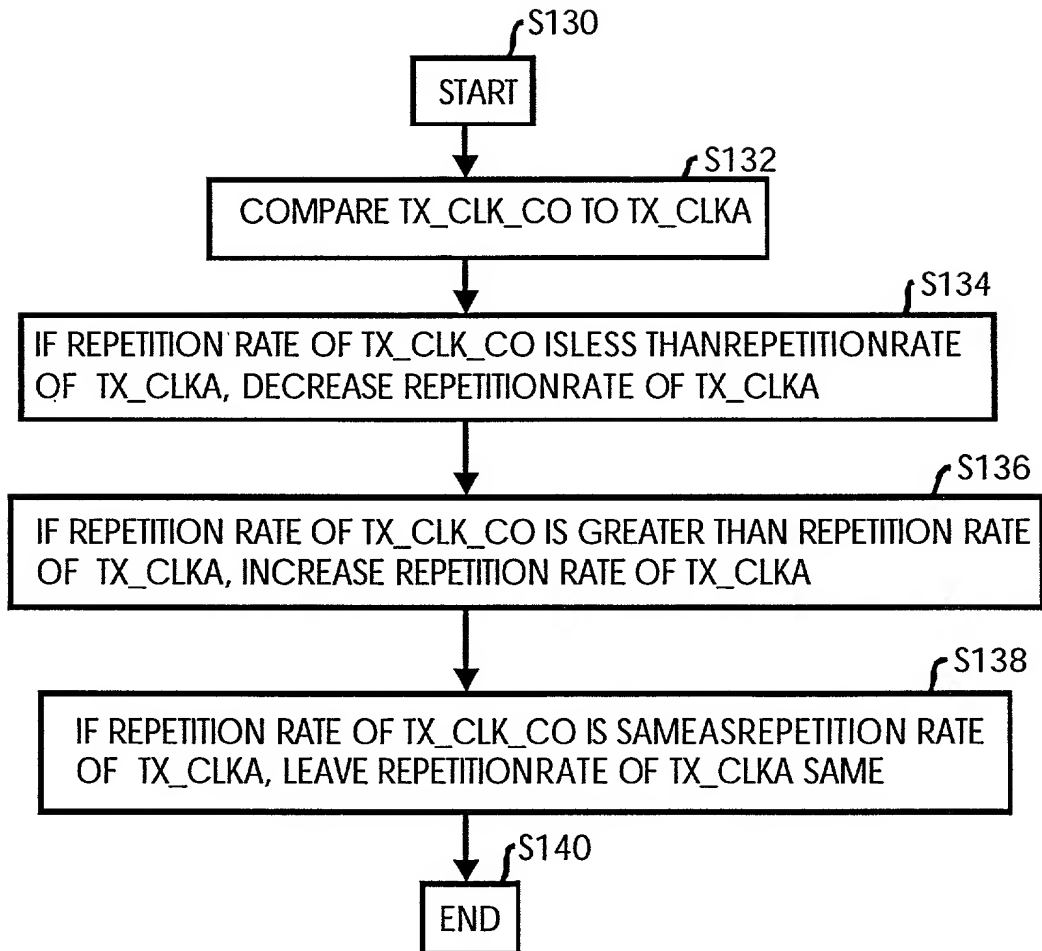 S130
START
S132
COMPARE TX_CLK_CO TO TX_CLKA
S134
IF REPETITION RATE OF TX_CLK_CO ISLESS THANREPETITIONRATE
OF TX_CLKA, DECREASE REPETITIONRATE OF TX_CLKA
S136
IF REPETITION RATE OF TX_CLK_CO IS GREATER THAN REPETITION RATE
OF TX_CLKA, INCREASE REPETITION RATE OF TX_CLKA
S138
IF REPETITION RATE OF TX_CLK_CO IS SAMEASREPETITION RATE
OF TX_CLKA, LEAVE REPETITIONRATE OF TX_CLKA SAME
S140
END